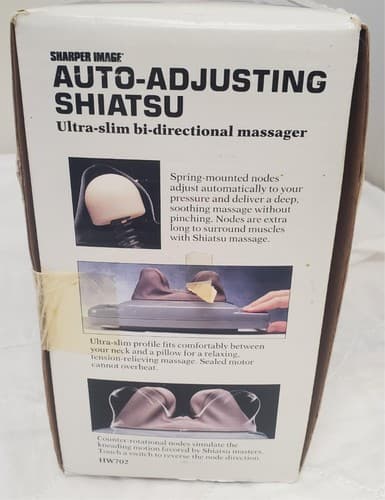 SHARPER IMAGE
AUTO-ADJUSTING
SHIATSU
Ultra-slim bi-directional massager
Spring-mounted nodes
adjust automatically to your
pressure and deliver a deep,
soothing massage without
pinching. Nodes are extra
long to surround muscles
with Shiatsu massage.
Ultra-slim profile fits comfortably between
your neck and a pillow for a relaxing,
tension-relieving massage. Sealed motor
cannot overheat.
Counter-rotational nodes simulate the
kneading motion favored by Shiatsu masters.
Touch a switch to reverse the node direction.
HW702